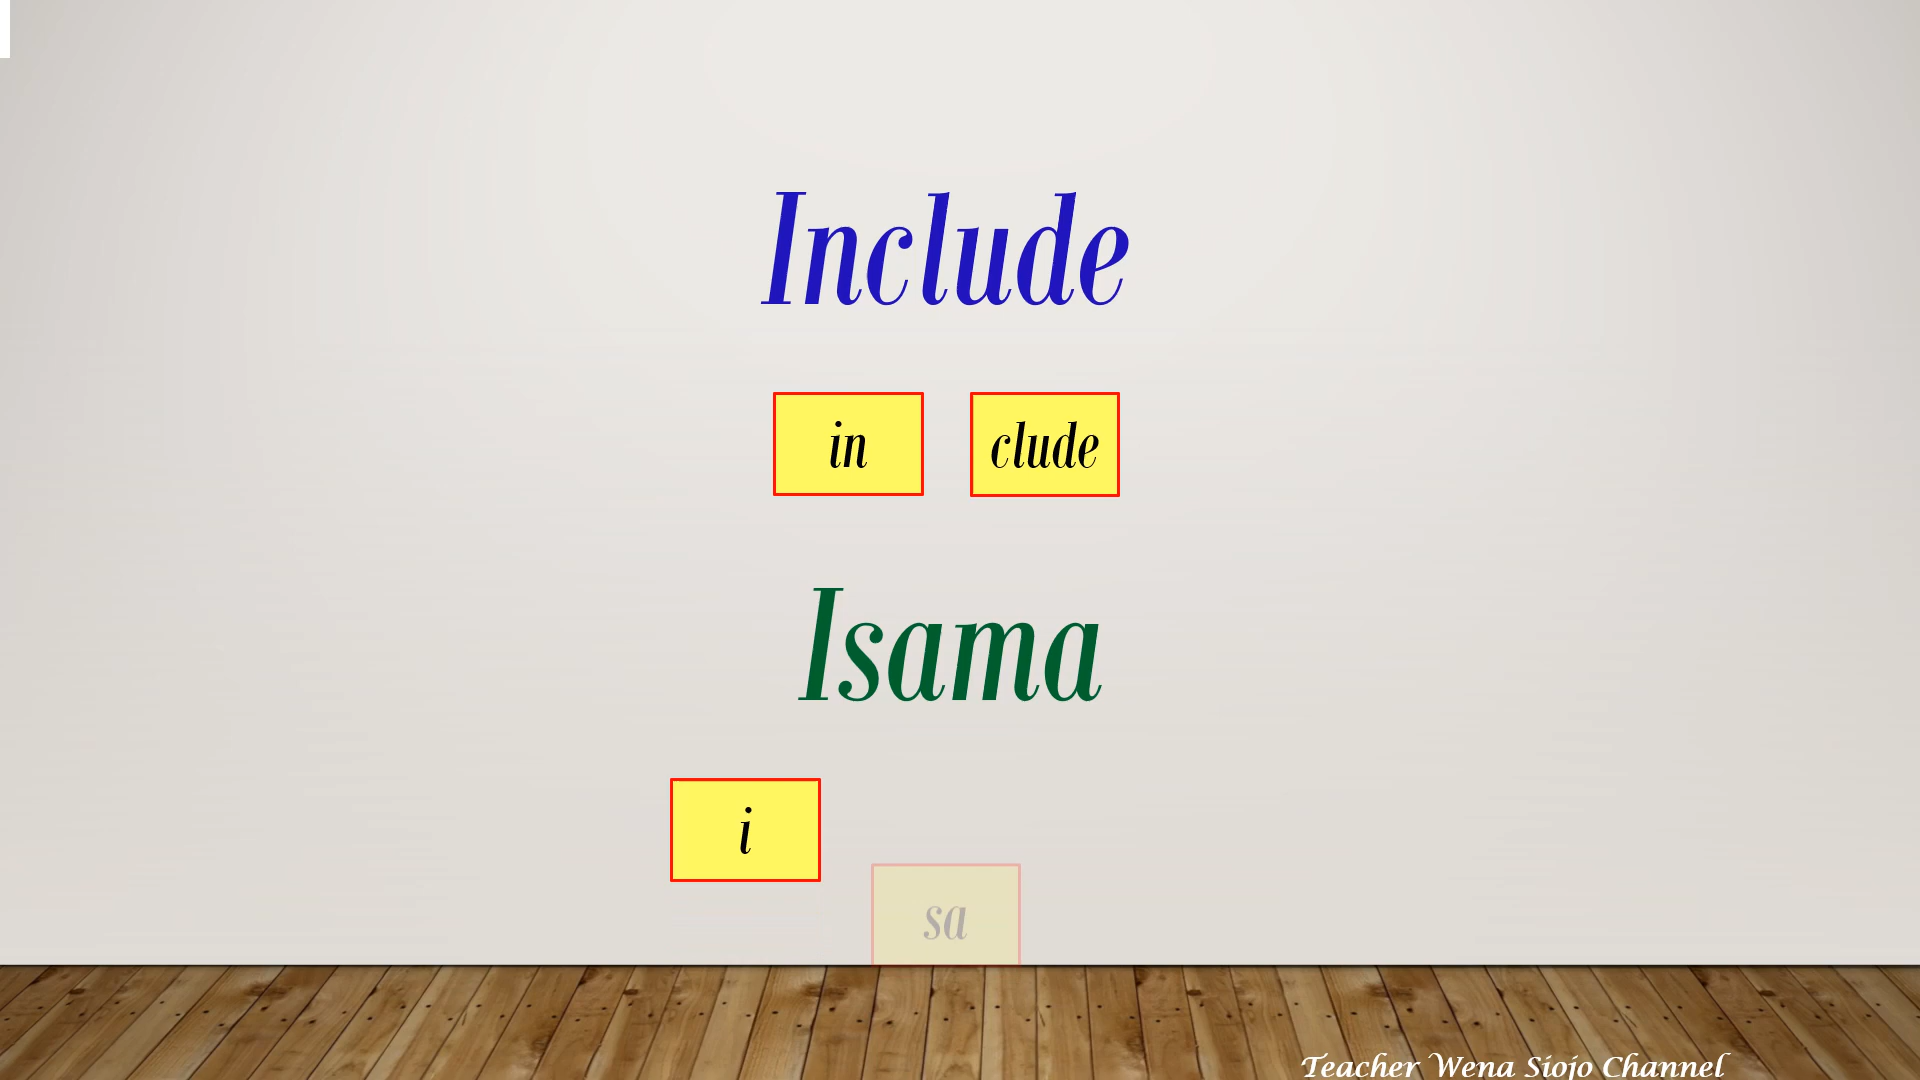 Include
in clude
Isama
i
sa
Teacher Wena Siojo Channel